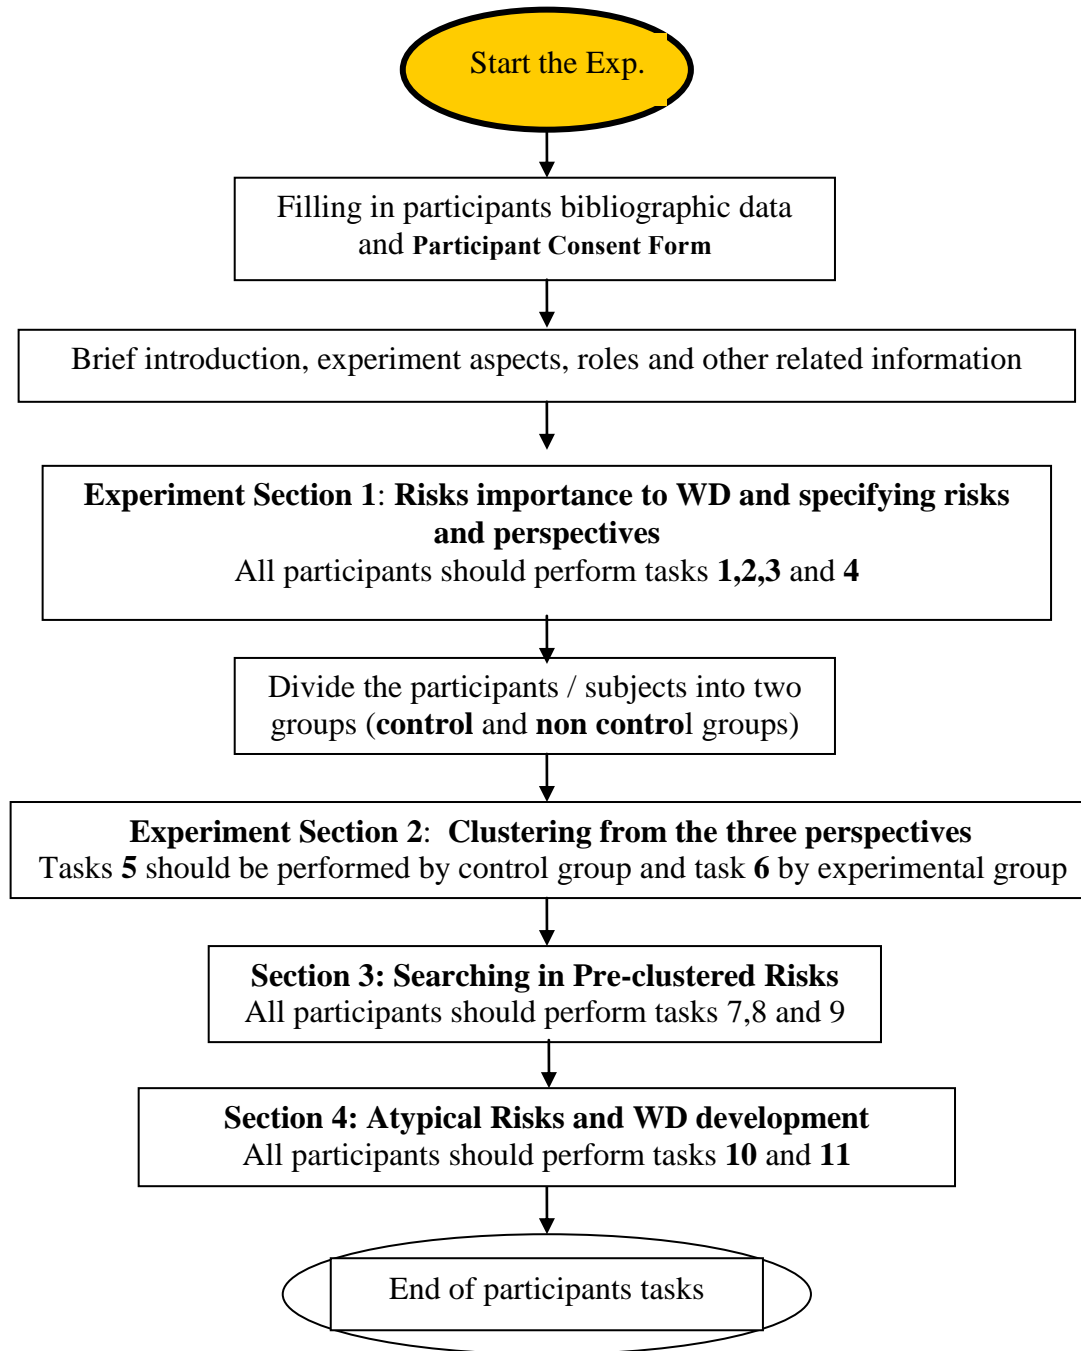 Start the Exp.
Filling in participants bibliographic data
and Participant Consent Form
Brief introduction, experiment aspects, roles and other related information
Experiment Section 1: Risks importance to WD and specifying risks
and perspectives
All participants should perform tasks 1,2,3 and 4
Divide the participants / subjects into two
groups (control and non control groups)
Experiment Section 2:  Clustering from the three perspectives
Tasks 5 should be performed by control group and task 6 by experimental group
Section 3: Searching in Pre-clustered Risks
All participants should perform tasks 7,8 and 9
Section 4: Atypical Risks and WD development
All participants should perform tasks 10 and 11
End of participants tasks